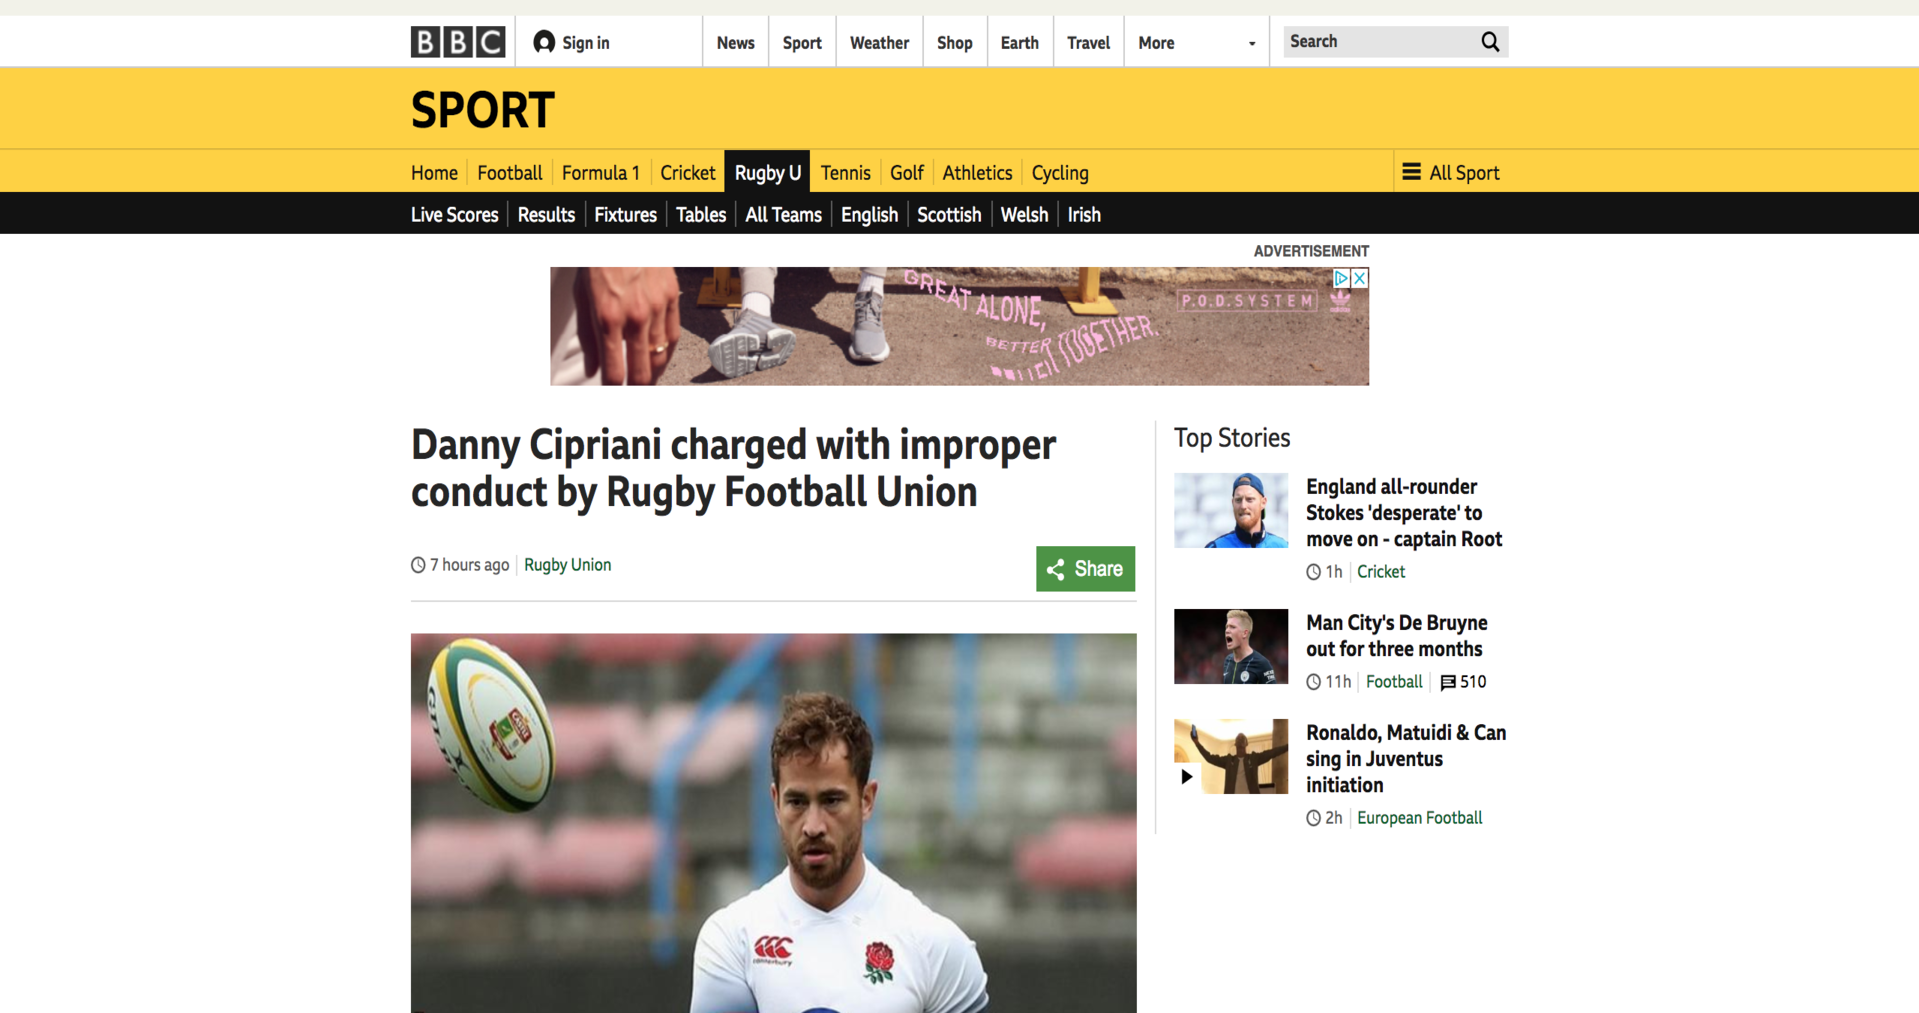 BBC
Sign in
News
Sport
Weather
Shop
Earth
Travel
More
Search
SPORT
Home
Football
Formula 1
Cricket
Rugby U
Tennis
Golf
Athletics
Cycling
All Sport
Live Scores
Results
Fixtures
Tables
All Teams
English
Scottish
Welsh
Irish
ADVERTISEMENT
GREAT ALONE,
BETTER
TOGETHER.
P.O.D.SYSTEM
adidas
Danny Cipriani charged with improper
conduct by Rugby Football Union
7 hours ago
Rugby Union
Share
canterbury
Top Stories
England all-rounder
Stokes 'desperate' to
move on - captain Root
1h
Cricket
Man City's De Bruyne
out for three months
11h
Football
510
Ronaldo, Matuidi & Can
sing in Juventus
initiation
2h
European Football